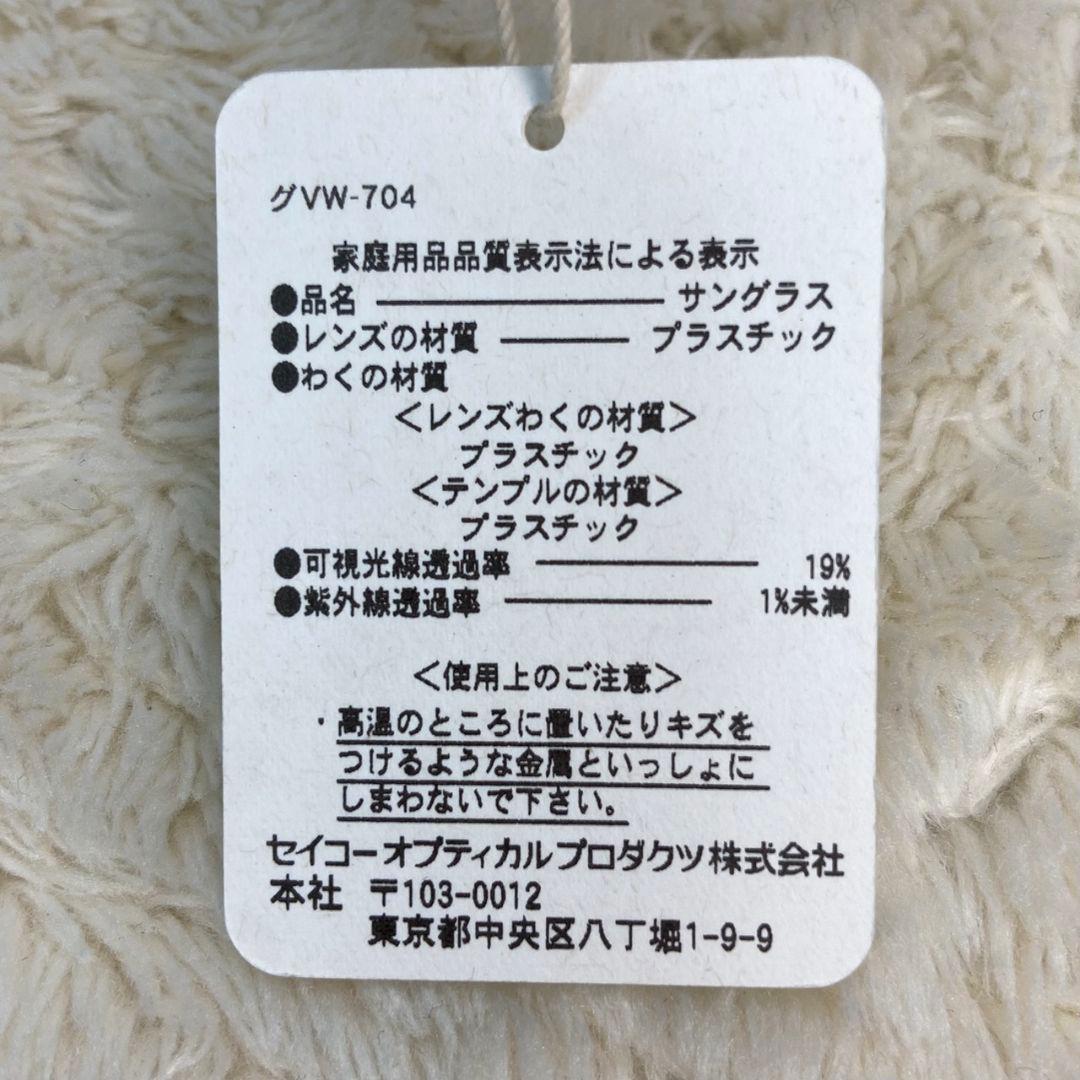 グVW-704
家庭用品品質表示法による表示
●品名 ――――― サングラス
●レンズの材質 ――― プラスチック
●わくの材質
＜レンズわくの材質＞
プラスチック
＜テンプルの材質＞
プラスチック
●可視光線透過率 ――――― 19%
●紫外線透過率 ――――― 1%未満
＜使用上のご注意＞
・高温のところに置いたりキズを
つけるような金属といっしょに
しまわないで下さい。
セイコーオプティカルプロダクツ株式会社
本社 〒103-0012
東京都中央区八丁堀1-9-9